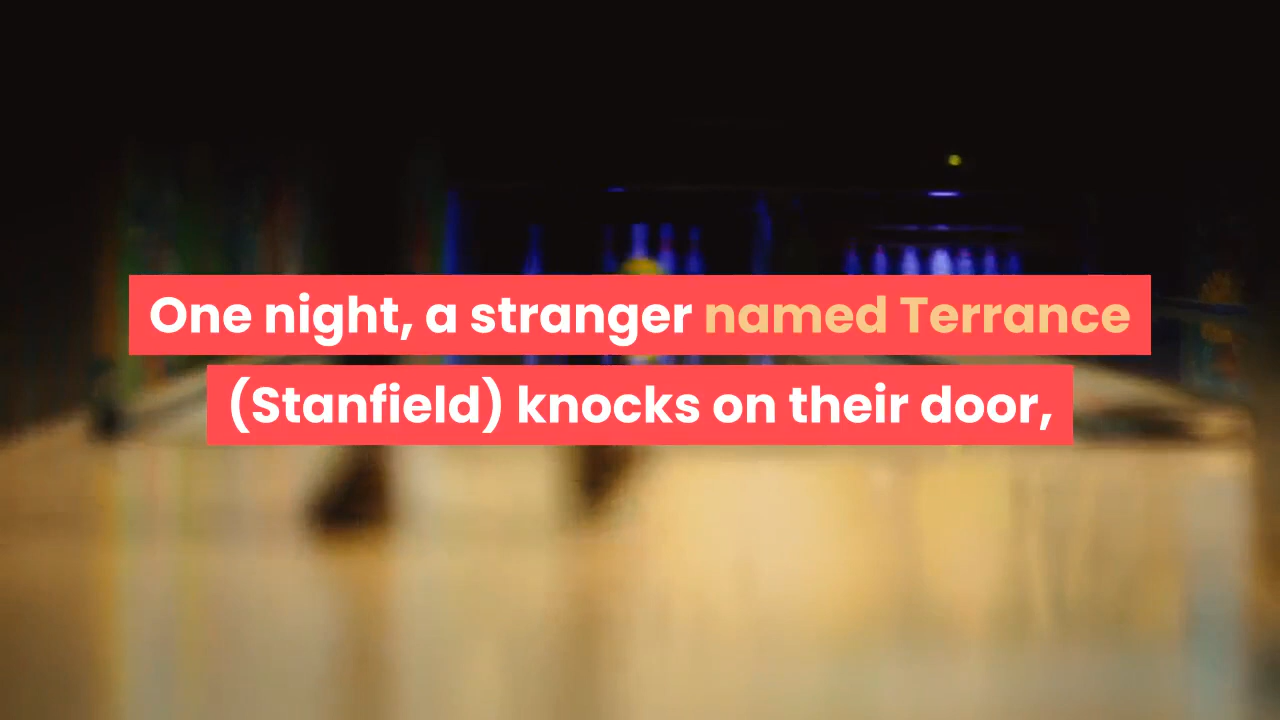 One night, a stranger named Terrance
(Stanfield) knocks on their door,